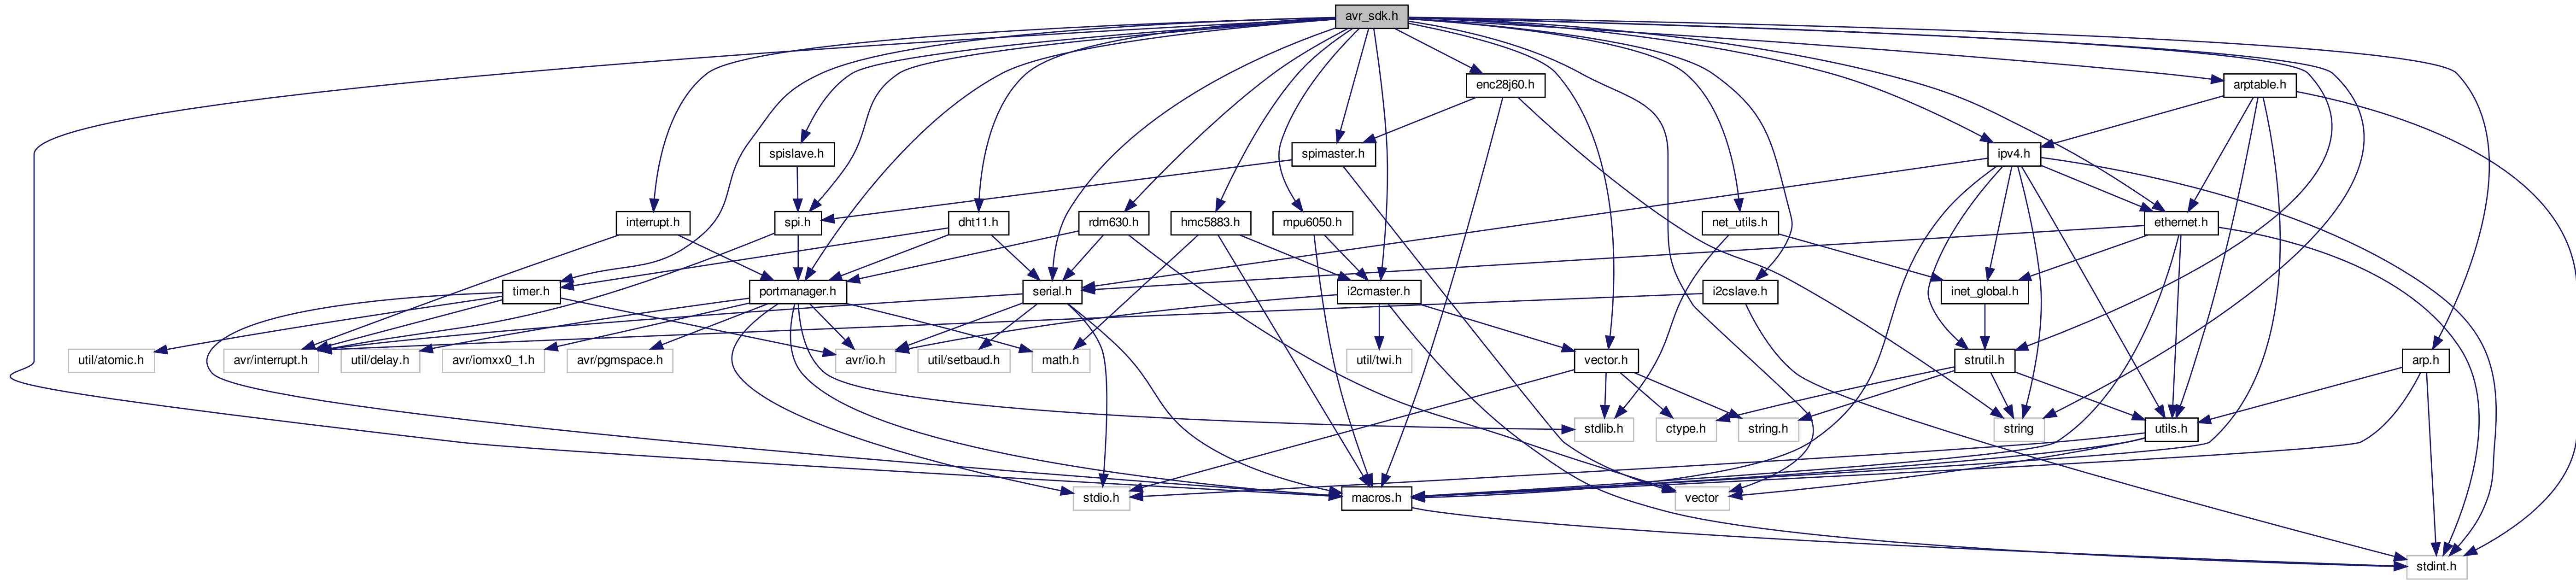 avr_sdk.h
enc28j60.h
arptable.h
spislave.h
spimaster.h
ipv4.h
interrupt.h
spi.h
dht11.h
rdm630.h
hmc5883.h
mpu6050.h
net_utils.h
ethernet.h
timer.h
portmanager.h
serial.h
i2cmaster.h
i2cslave.h
inet_global.h
util/atomic.h
avr/interrupt.h
util/delay.h
avr/iomxx0_1.h
avr/pgmspace.h
avr/io.h
util/setbaud.h
math.h
util/twi.h
vector.h
strutil.h
arp.h
stdlib.h
ctype.h
string.h
string
utils.h
stdio.h
macros.h
vector
stdint.h